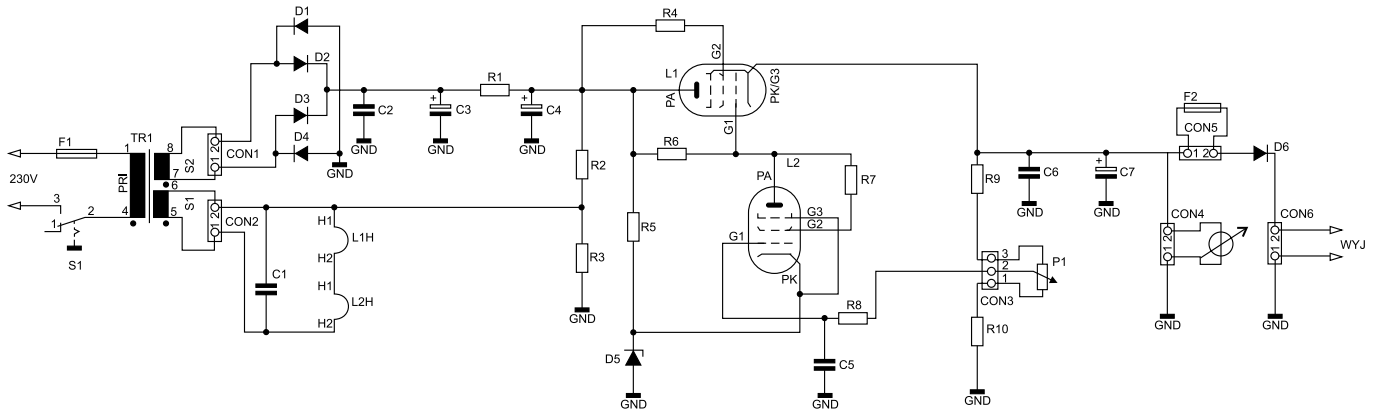 D1
D2
D3
D4
GND
F1
230V
3
1
2
S1
TR1
PRI
1
4
8
7
6
5
S2
S1
2
1
CON1
2
1
CON2
C1
H1
L1H
H2
H1
L2H
H2
C2
GND
+
C3
GND
R1
+
C4
GND
R2
R3
GND
R4
L1
PA
G2
G1
PK/G3
R6
R5
L2
PA
G3
G2
G1
PK
R7
R8
C5
GND
D5
GND
R9
3
2
1
CON3
P1
R10
GND
C6
GND
+
C7
GND
F2
CON5
1 2
D6
CON4
1 2
GND
CON6
1 2
GND
WYJ